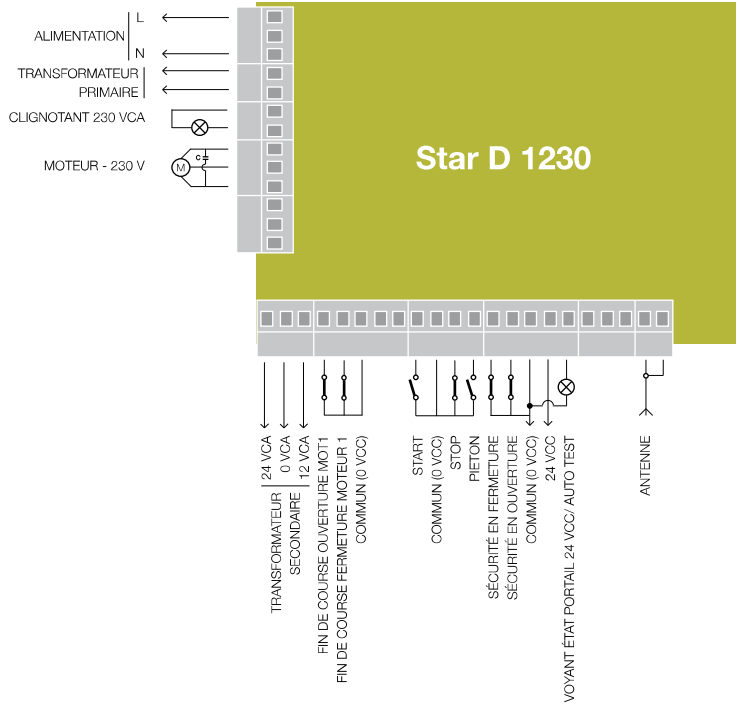 L
ALIMENTATION
N
TRANSFORMATEUR
PRIMAIRE
CLIGNOTANT 230 VCA
C
MOTEUR - 230 V
M
Star D 1230
24 VCA
0 VCA
12 VCA
TRANSFORMATEUR
SECONDAIRE
FIN DE COURSE OUVERTURE MOT1
FIN DE COURSE FERMETURE MOTEUR 1
COMMUN (0 VCC)
START
COMMUN (0 VCC)
STOP
PIETON
SÉCURITÉ EN FERMETURE
SÉCURITÉ EN OUVERTURE
COMMUN (0 VCC)
24 VCC
VOYANT ÉTAT PORTAIL 24 VCC/ AUTO TEST
ANTENNE